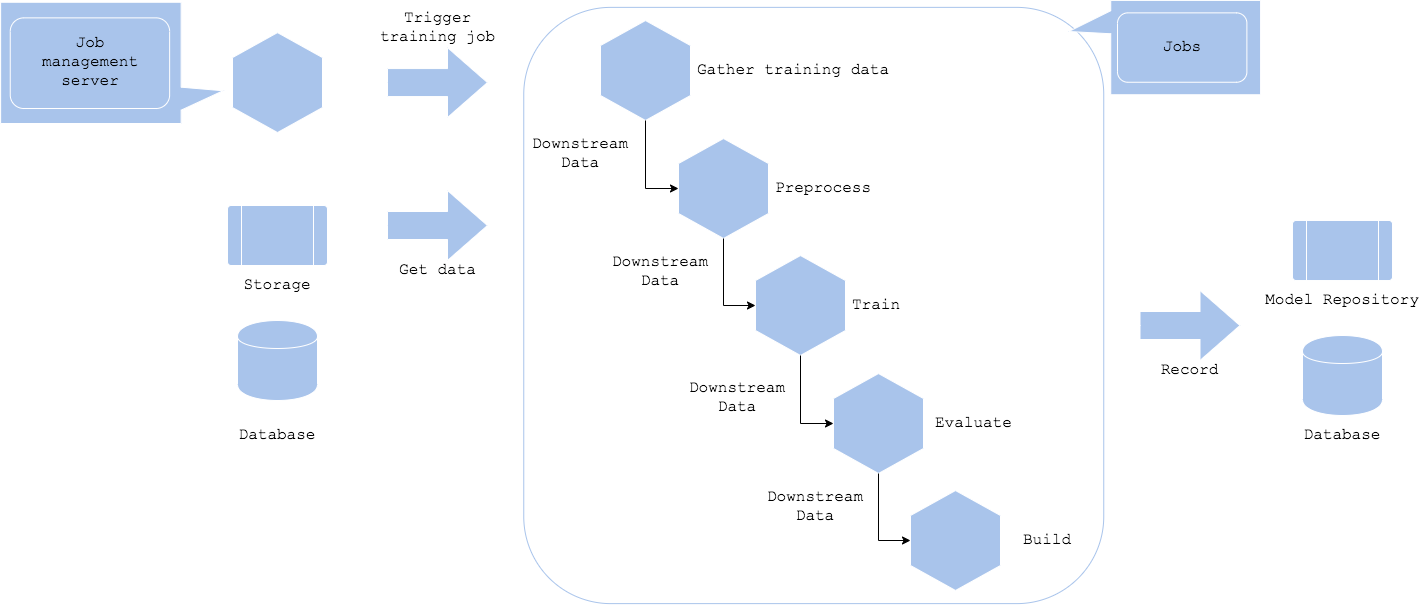 Job
management
server
Trigger
training job
Jobs
Gather training data
Downstream
Data
Preprocess
Storage
Get data
Downstream
Data
Train
Model Repository
Record
Database
Downstream
Data
Evaluate
Database
Downstream
Data
Build